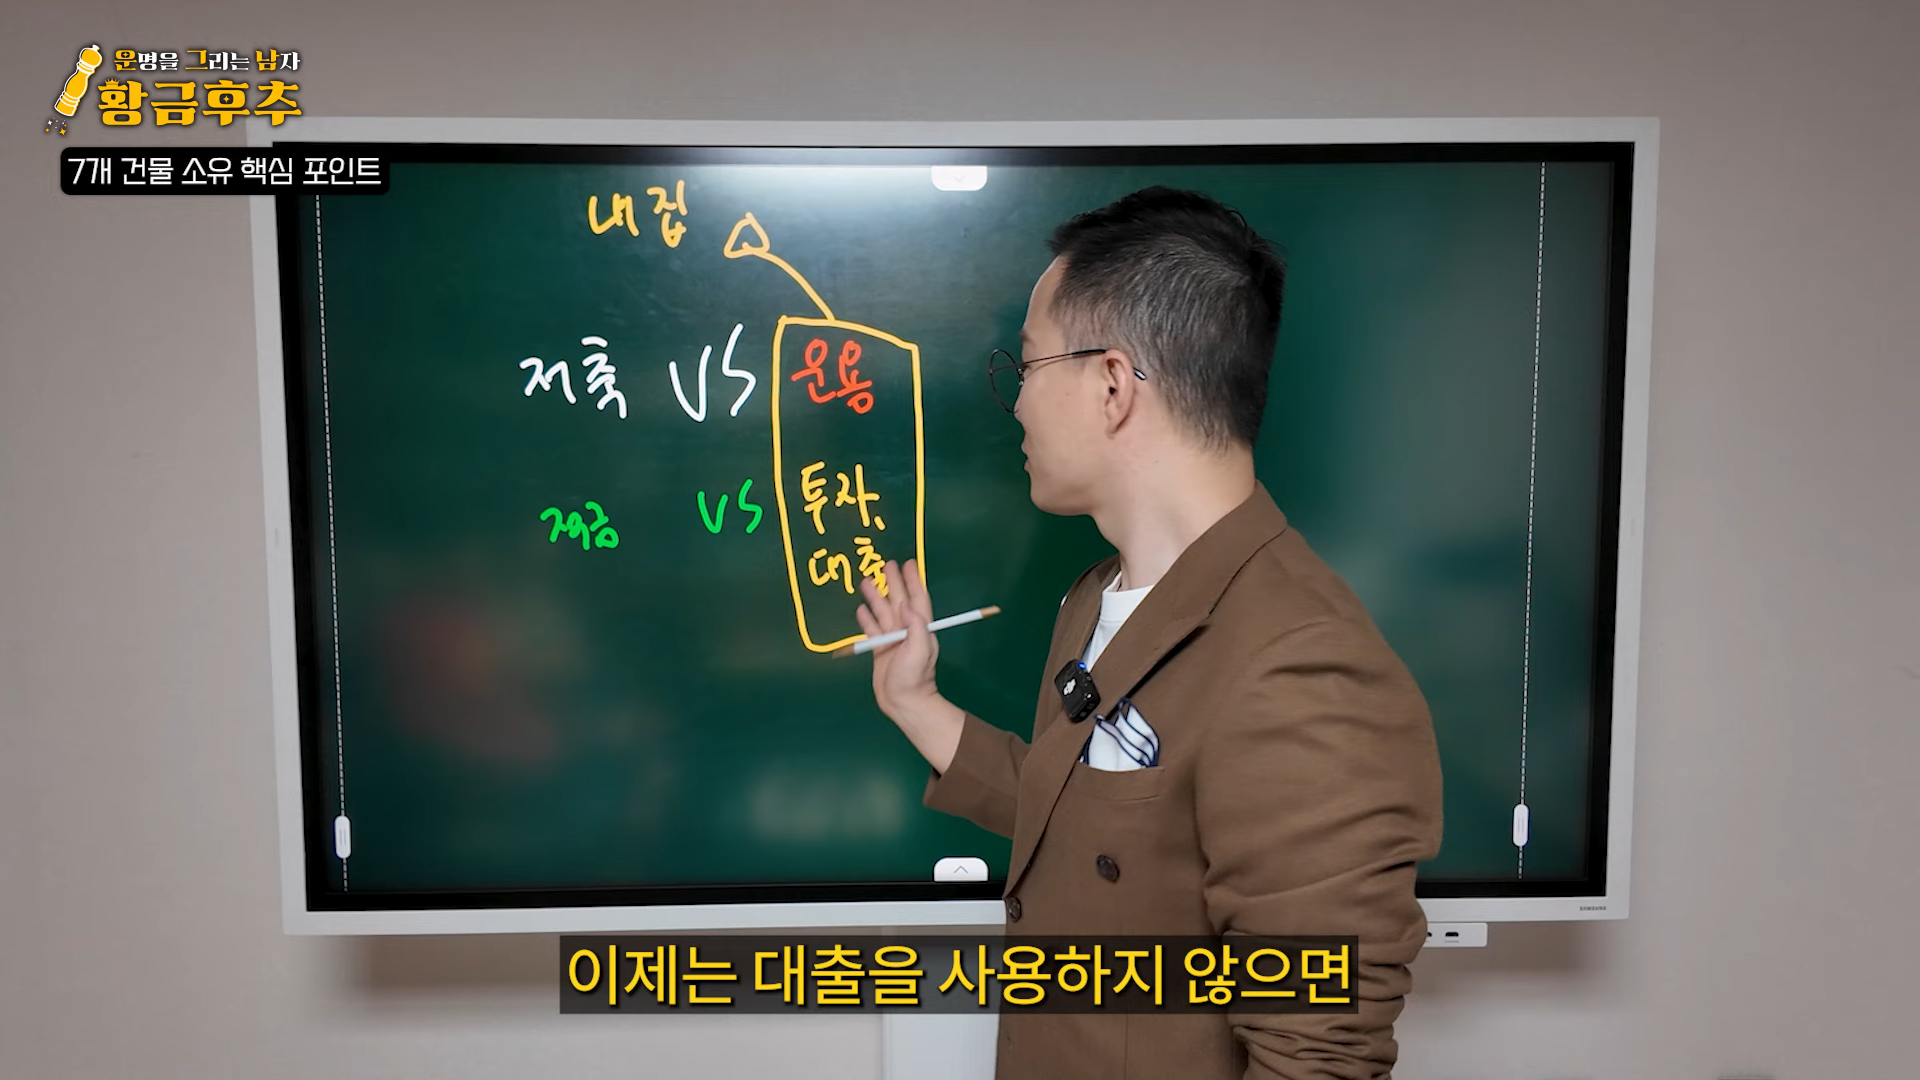 운명을 그리는 남자
황금후추
7개 건물 소유 핵심 포인트
내 집
저축 VS 운용
적금 VS 투자,
대출
이제는 대출을 사용하지 않으면
SAMSUNG